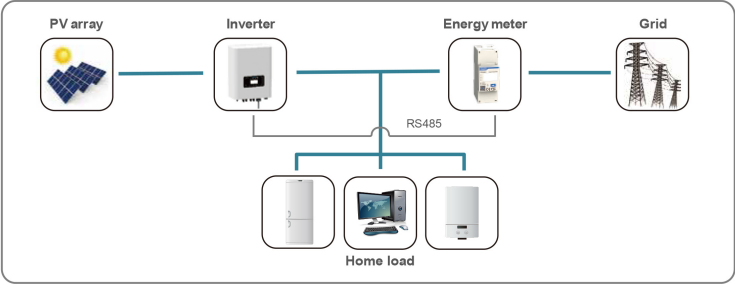 PV array
Inverter
Energy meter
Grid
RS485
Home load